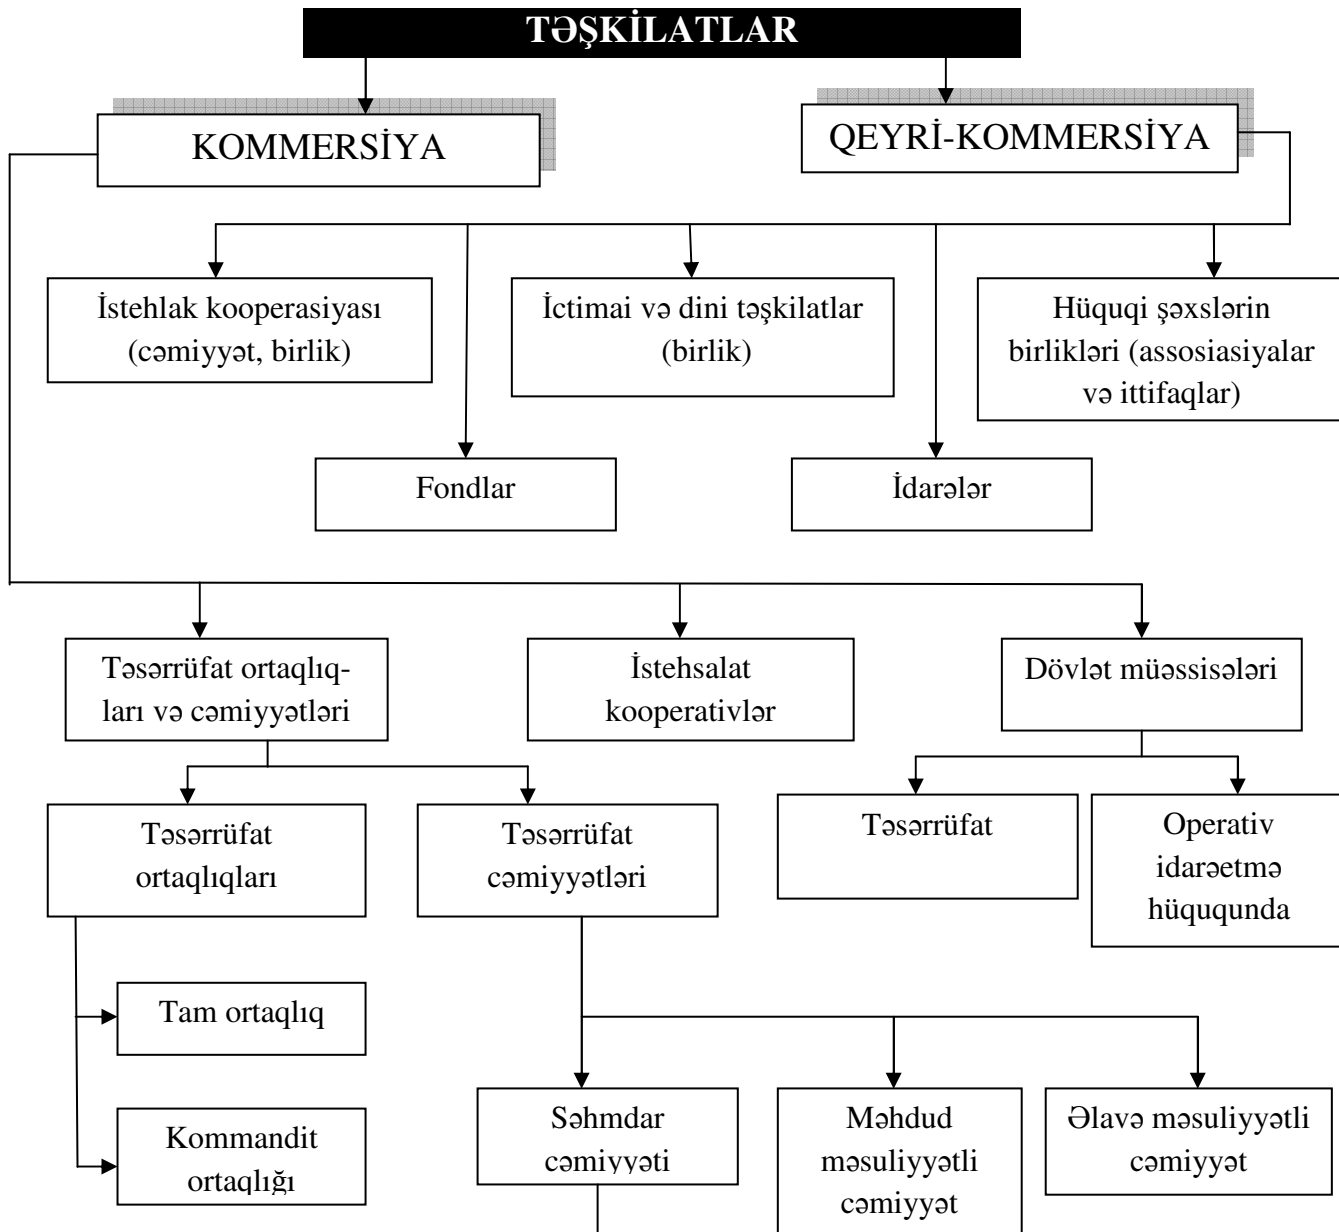 TƏŞKİLATLAR
KOMMERSİYA
QEYRİ-KOMMERSİYA
İstehlak kooperasiyası
(cəmiyyət, birlik)
İctimai və dini təşkilatlar
(birlik)
Hüquqi şəxslərin
birlikləri (assosiasiyalar
və ittifaqlar)
Fondlar
İdarələr
Təsərrüfat ortaqlıq-
ları və cəmiyyətləri
İstehsalat
kooperativlər
Dövlət müəssisələri
Təsərrüfat
ortaqlıqları
Təsərrüfat
cəmiyyətləri
Təsərrüfat
Operativ
idarəetmə
hüququnda
Tam ortaqlıq
Kommandit
ortaqlığı
Səhmdar
cəmiyyəti
Məhdud
məsuliyyətli
cəmiyyət
Əlavə məsuliyyətli
cəmiyyət